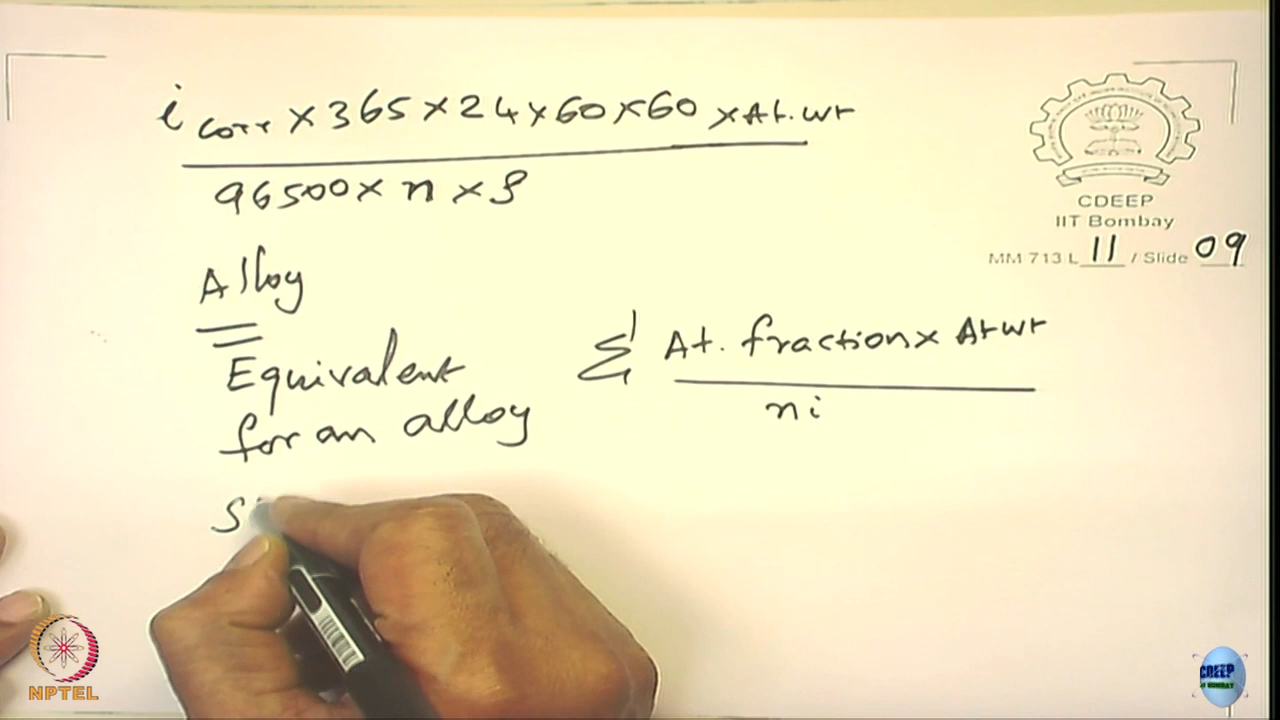 i corr × 365 × 24 × 60 × 60 × At. wt
96500 × n × ρ
CDEEP
IIT Bombay
MM 713 L 11 / Slide 09
Alloy
Equivalent
for an alloy
Σ At. fraction × At wt
ni
S
NPTEL
CDEEP